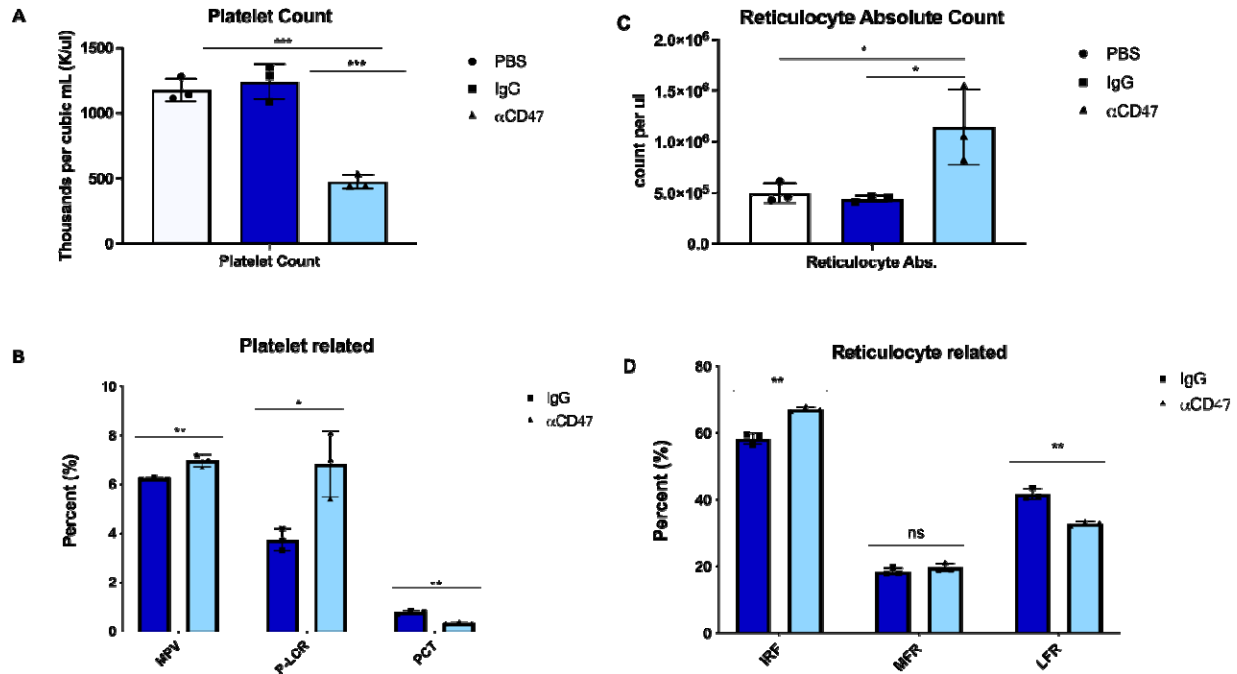 A
Platelet Count
Thousands per cubic mL (K/ul)
1500
1000
500
0
***
***
PBS
IgG
αCD47
Platelet Count
C
Reticulocyte Absolute Count
count per ul
2.0×10⁶
1.5×10⁶
1.0×10⁶
5.0×10⁵
0.0
*
*
PBS
IgG
αCD47
Reticulocyte Abs.
B
Platelet related
Percent (%)
10
8
6
4
2
0
**
*
**
IgG
αCD47
MPV
P-LCR
PCT
D
Reticulocyte related
Percent (%)
80
60
40
20
0
**
ns
**
IgG
αCD47
IRF
MFR
LFR